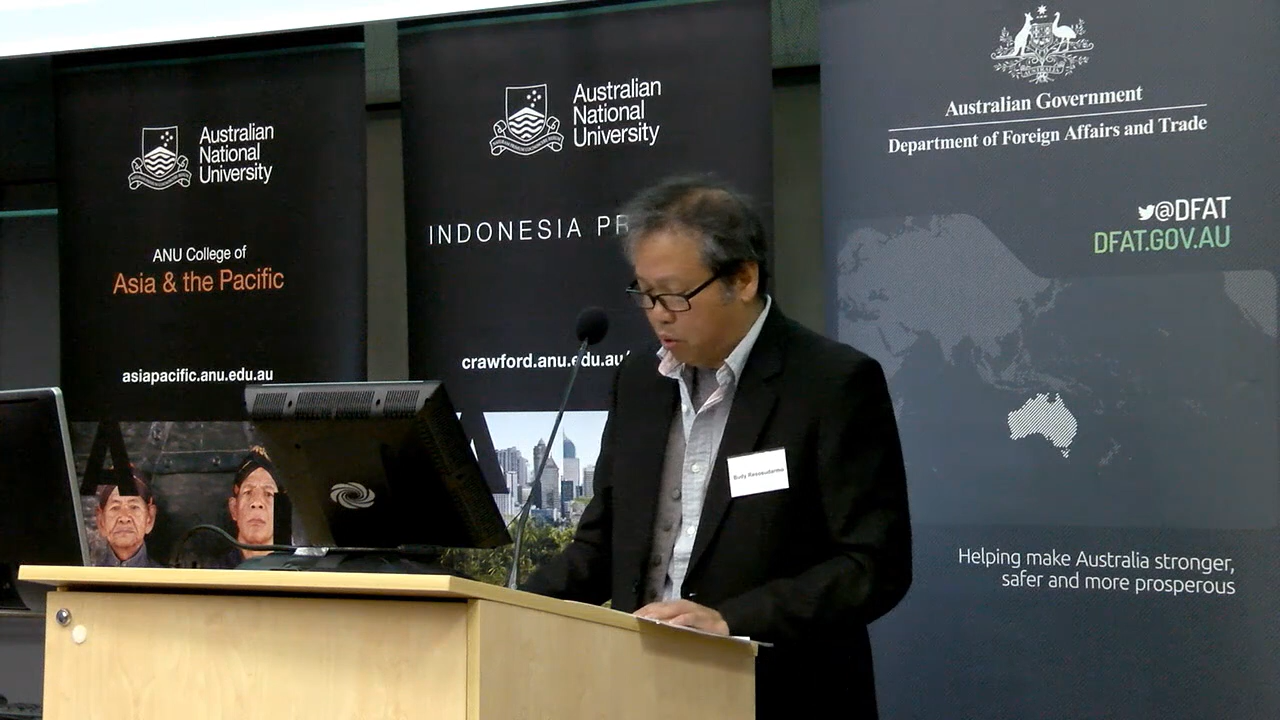 Australian
National
University
ANU College of
Asia & the Pacific
asiapacific.anu.edu.au
Australian
National
University
INDONESIA PR
crawford.anu.edu.au/
Australian Government
Department of Foreign Affairs and Trade
@DFAT
DFAT.GOV.AU
Helping make Australia stronger,
safer and more prosperous
Budy Resosudarmo